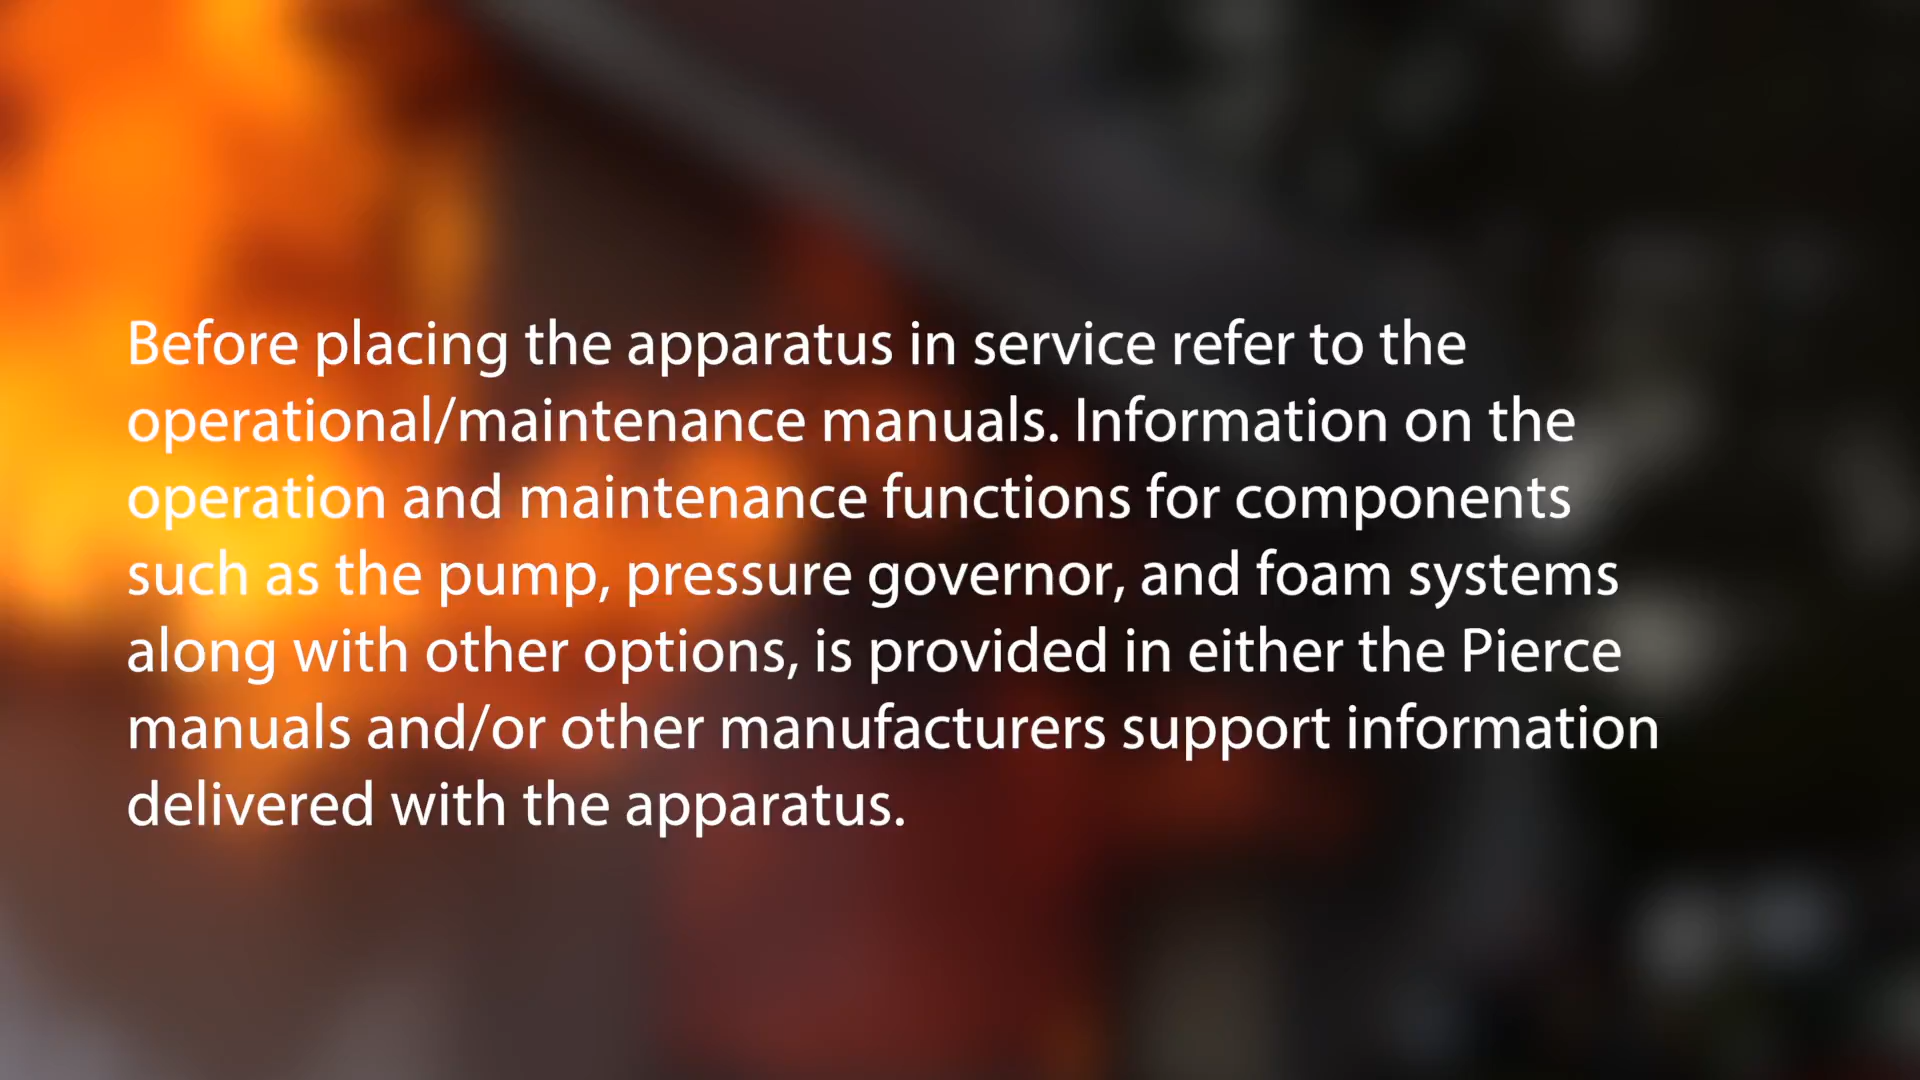 Before placing the apparatus in service refer to the
operational/maintenance manuals. Information on the
operation and maintenance functions for components
such as the pump, pressure governor, and foam systems
along with other options, is provided in either the Pierce
manuals and/or other manufacturers support information
delivered with the apparatus.